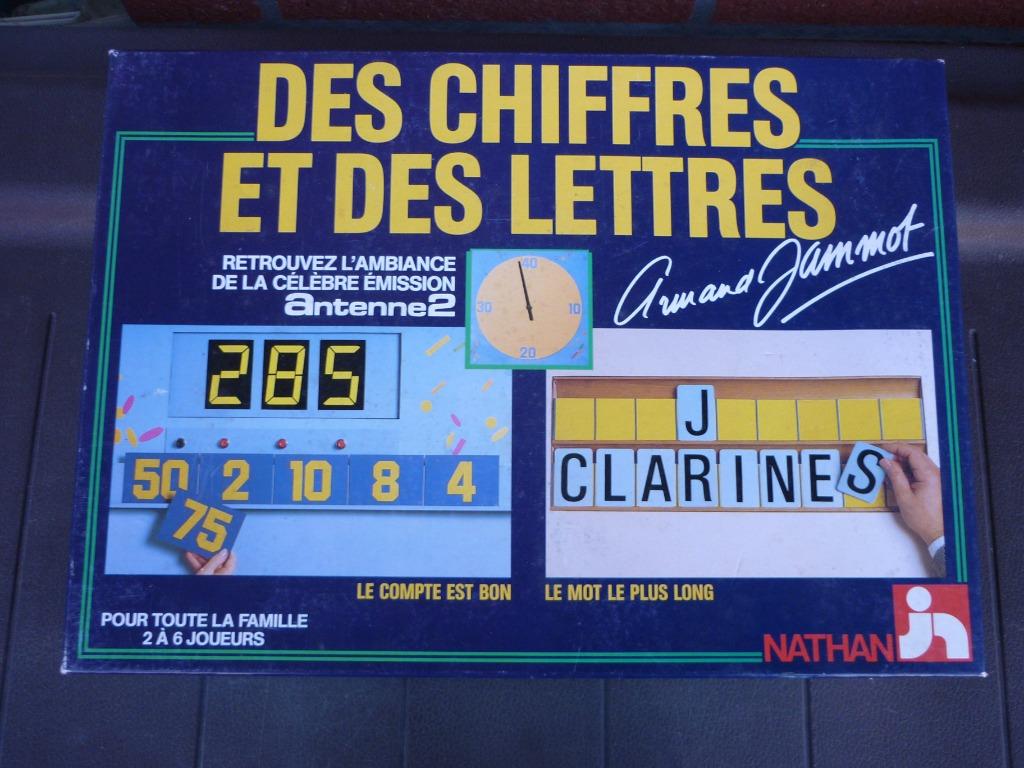 DES CHIFFRES
ET DES LETTRES
RETROUVEZ L'AMBIANCE
DE LA CÉLÈBRE ÉMISSION
antenne2
40
30 10
20
Armand Jammot
285
50 2 10 8 4
75
J
CLARINES
LE COMPTE EST BON
LE MOT LE PLUS LONG
POUR TOUTE LA FAMILLE
2 À 6 JOUEURS
NATHAN